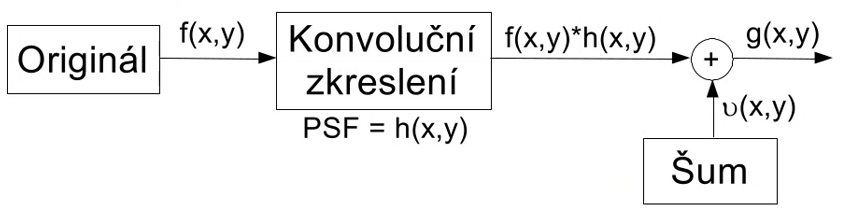 Originál
f(x,y)
Konvoluční
zkreslení
PSF = h(x,y)
f(x,y)*h(x,y)
+
g(x,y)
υ(x,y)
Šum